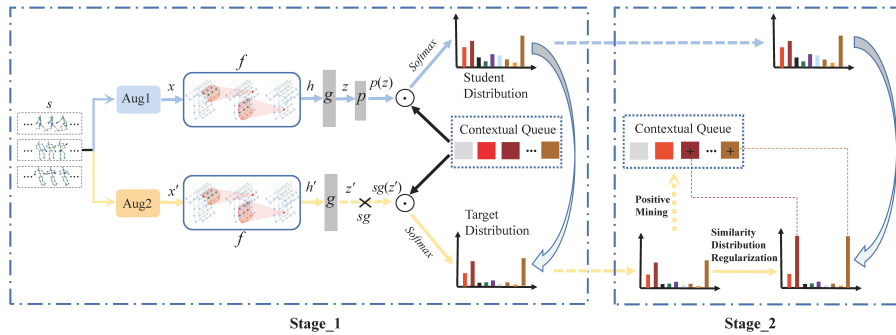 s
Aug1
x
f
h
g
z
p
p(z)
Softmax
Student
Distribution
Contextual Queue
...
Aug2
x'
f
h'
g
z'
sg
sg(z')
Softmax
Target
Distribution
Stage_1
Contextual Queue
+ ... +
Positive
Mining
Similarity
Distribution
Regularization
Stage_2